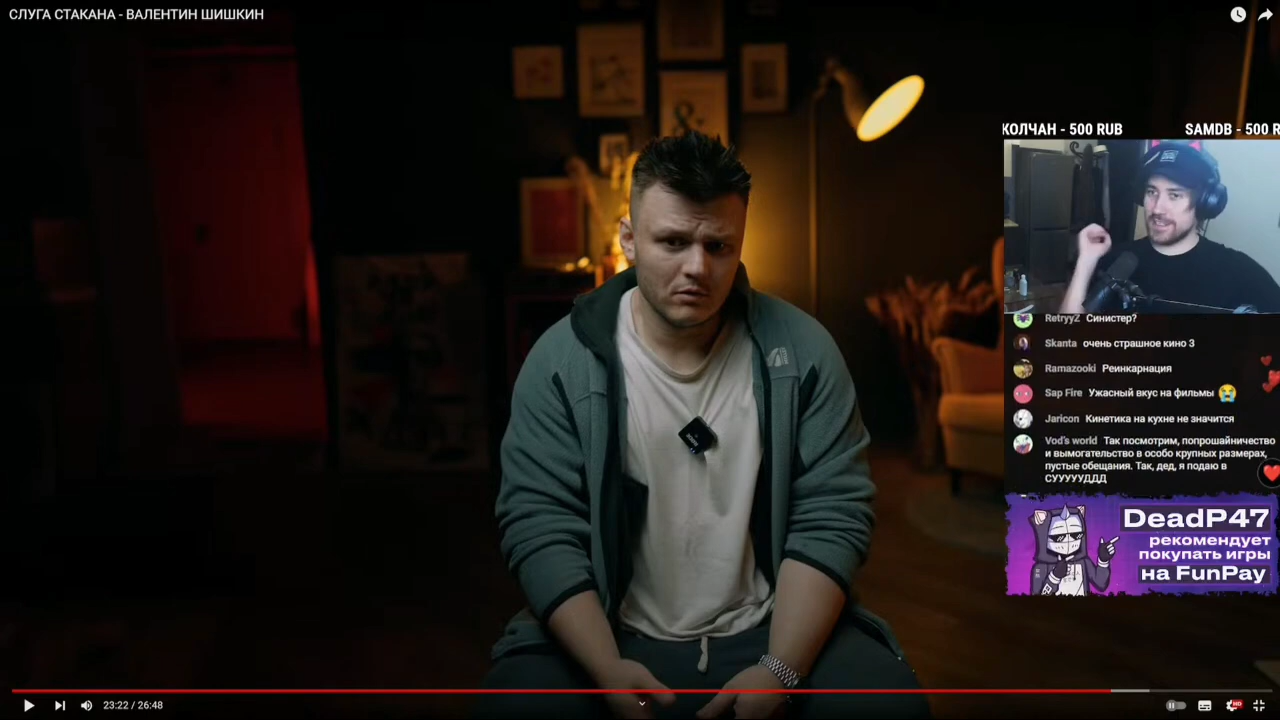 СЛУГА СТАКАНА - ВАЛЕНТИН ШИШКИН
КОЛЧАН - 500 RUB SAMDB - 500 R
RetryyZ Синистер?
Skanta очень страшное кино 3
Ramazooki Реинкарнация
Sap Fire Ужасный вкус на фильмы
Jaricon Кинетика на кухне не значится
Vod's world Так посмотрим, попрошайничество
и вымогательство в особо крупных размерах,
пустые обещания. Так, дед, я подаю в
СУУУУУДДД
DeadP47
рекомендует
покупать игры
на FunPay
&
23:22 / 26:48
HD